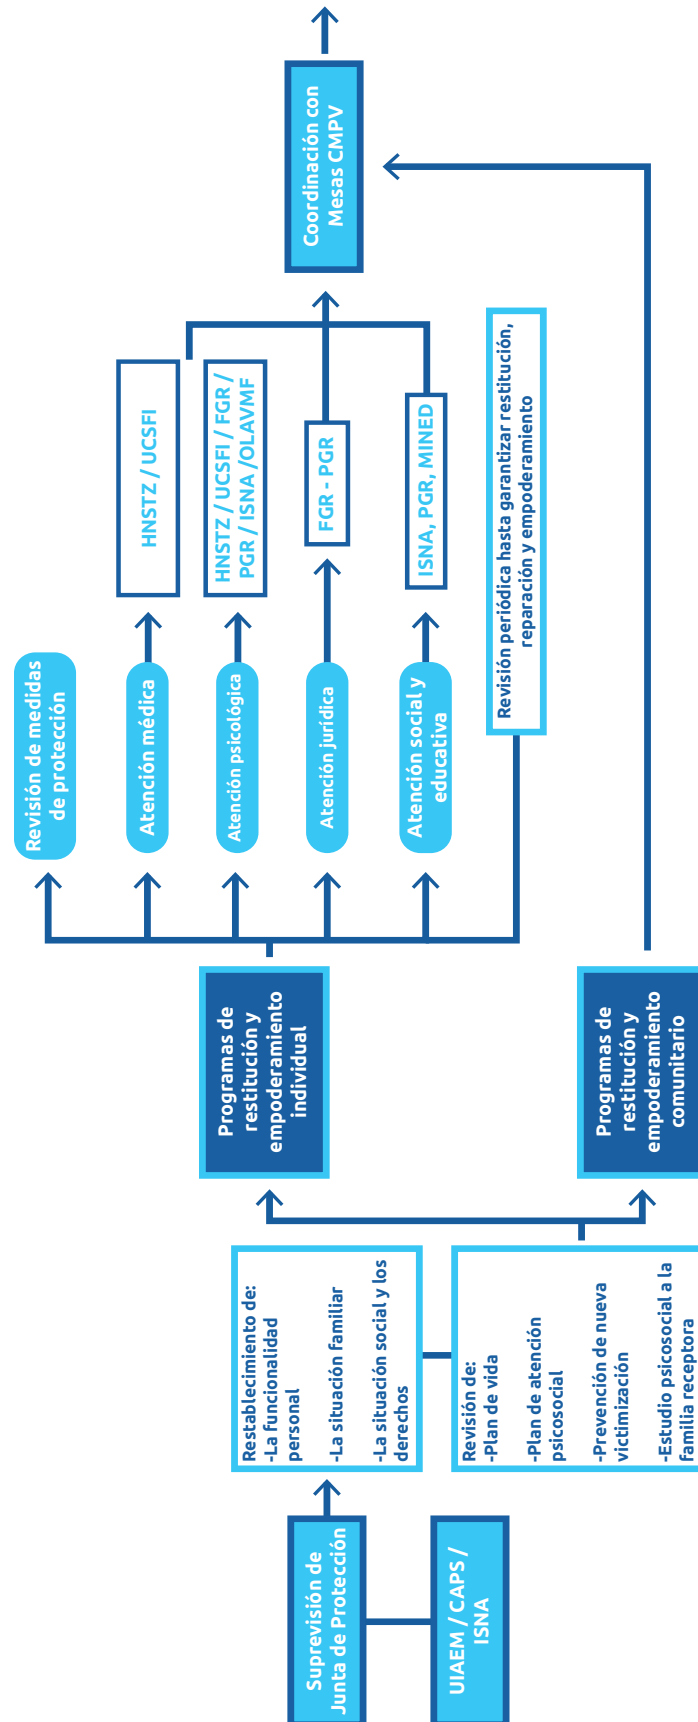 Suprevisión de
Junta de Protección
UIAEM / CAPS /
ISNA
Restablecimiento de:
-La funcionalidad
personal
-La situación familiar
-La situación social y los
derechos
Revisión de:
-Plan de vida
-Plan de atención
psicosocial
-Prevención de nueva
victimización
-Estudio psicosocial a la
familia receptora
Programas de
restitución y
empoderamiento
individual
Programas de
restitución y
empoderamiento
comunitario
Revisión de medidas
de protección
Atención médica
Atención psicológica
Atención jurídica
Atención social y
educativa
HNSTZ / UCSFI
HNSTZ / UCSFI / FGR /
PGR / ISNA /OLAVMF
FGR - PGR
ISNA, PGR, MINED
Revisión periódica hasta garantizar restitución,
reparación y empoderamiento
Coordinación con
Mesas CMPV